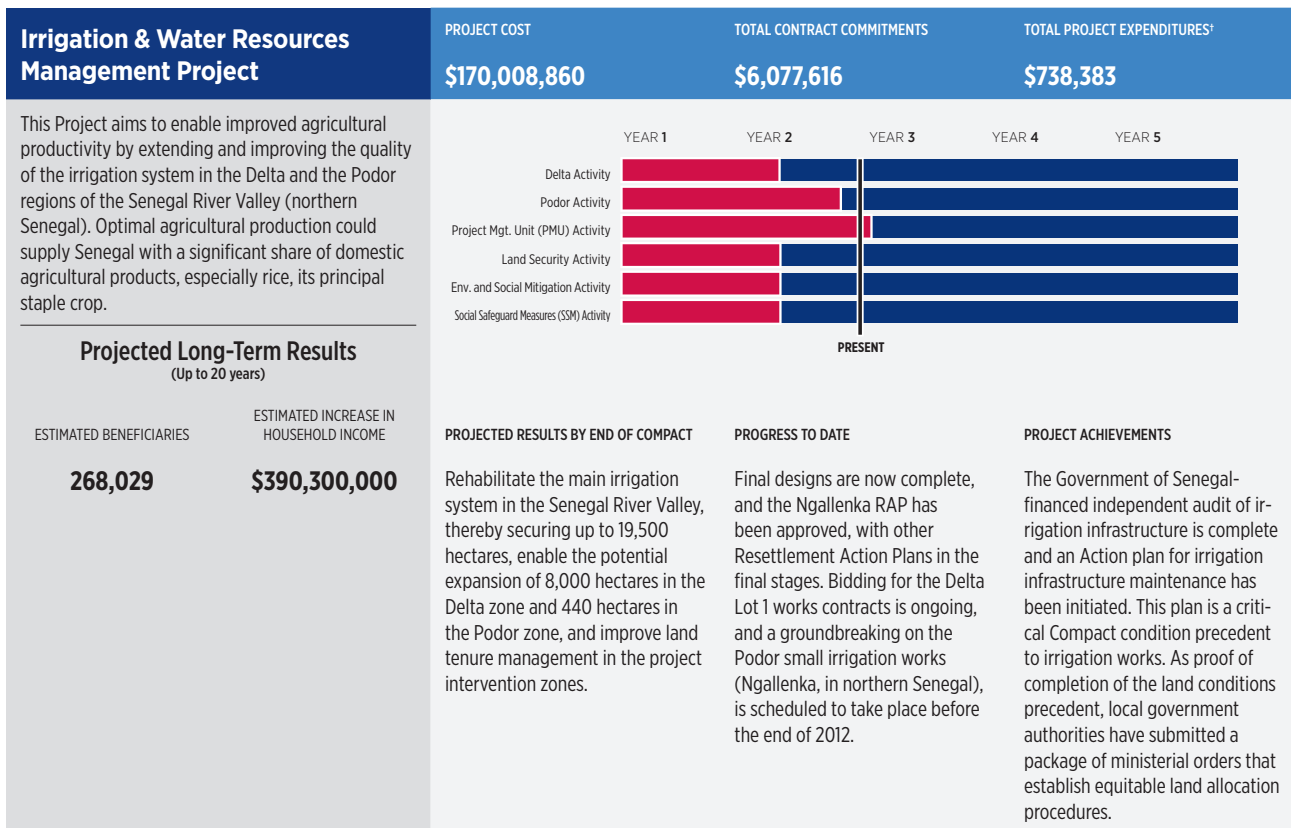 Irrigation & Water Resources
Management Project
PROJECT COST
$170,008,860
TOTAL CONTRACT COMMITMENTS
$6,077,616
TOTAL PROJECT EXPENDITURES†
$738,383
This Project aims to enable improved agricultural
productivity by extending and improving the quality
of the irrigation system in the Delta and the Podor
regions of the Senegal River Valley (northern
Senegal). Optimal agricultural production could
supply Senegal with a significant share of domestic
agricultural products, especially rice, its principal
staple crop.
Projected Long-Term Results
(Up to 20 years)
ESTIMATED BENEFICIARIES
268,029
ESTIMATED INCREASE IN
HOUSEHOLD INCOME
$390,300,000
YEAR 1 YEAR 2 YEAR 3 YEAR 4 YEAR 5
Delta Activity
Podor Activity
Project Mgt. Unit (PMU) Activity
Land Security Activity
Env. and Social Mitigation Activity
Social Safeguard Measures (SSM) Activity
PRESENT
PROJECTED RESULTS BY END OF COMPACT
Rehabilitate the main irrigation
system in the Senegal River Valley,
thereby securing up to 19,500
hectares, enable the potential
expansion of 8,000 hectares in the
Delta zone and 440 hectares in
the Podor zone, and improve land
tenure management in the project
intervention zones.
PROGRESS TO DATE
Final designs are now complete,
and the Ngallenka RAP has
been approved, with other
Resettlement Action Plans in the
final stages. Bidding for the Delta
Lot 1 works contracts is ongoing,
and a groundbreaking on the
Podor small irrigation works
(Ngallenka, in northern Senegal),
is scheduled to take place before
the end of 2012.
PROJECT ACHIEVEMENTS
The Government of Senegal-
financed independent audit of ir-
rigation infrastructure is complete
and an Action plan for irrigation
infrastructure maintenance has
been initiated. This plan is a criti-
cal Compact condition precedent
to irrigation works. As proof of
completion of the land conditions
precedent, local government
authorities have submitted a
package of ministerial orders that
establish equitable land allocation
procedures.